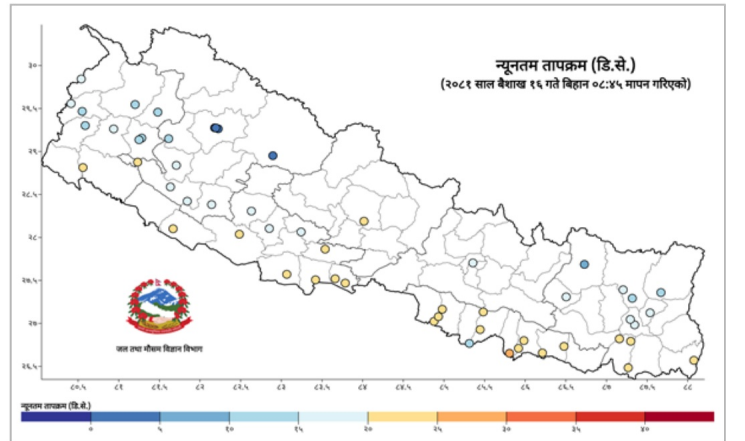 न्यूनतम तापक्रम (डि.से.)
(२०८१ साल बैशाख १६ गते बिहान ०८:४५ मापन गरिएको)
३०
२९.५
२९
२८.५
२८
२७.५
२७
२६.५
जल तथा मौसम विज्ञान विभाग
८०.५ ८१ ८१.५ ८२ ८२.५ ८३ ८३.५ ८४ ८४.५ ८५ ८५.५ ८६ ८६.५ ८७ ८७.५ ८८
न्यूनतम तापक्रम (डि.से.)
० ५ १० १५ २० २५ ३० ३५ ४०